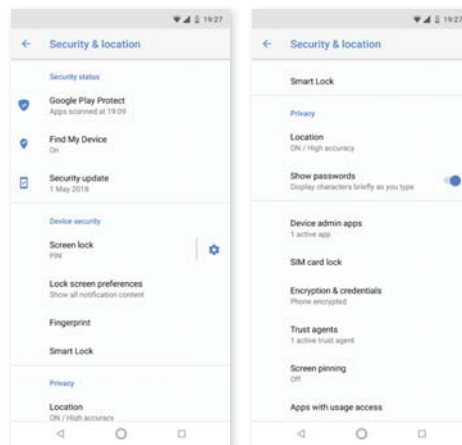 19:27
Security & location
Security status
Google Play Protect
Apps scanned at 19:09
Find My Device
On
Security update
1 May 2018
Device security
Screen lock
PIN
Lock screen preferences
Show all notification content
Fingerprint
Smart Lock
Privacy
Location
ON / High accuracy
19:27
Security & location
Smart Lock
Privacy
Location
ON / High accuracy
Show passwords
Display characters briefly as you type
Device admin apps
1 active app
SIM card lock
Encryption & credentials
Phone encrypted
Trust agents
1 active trust agent
Screen pinning
Off
Apps with usage access